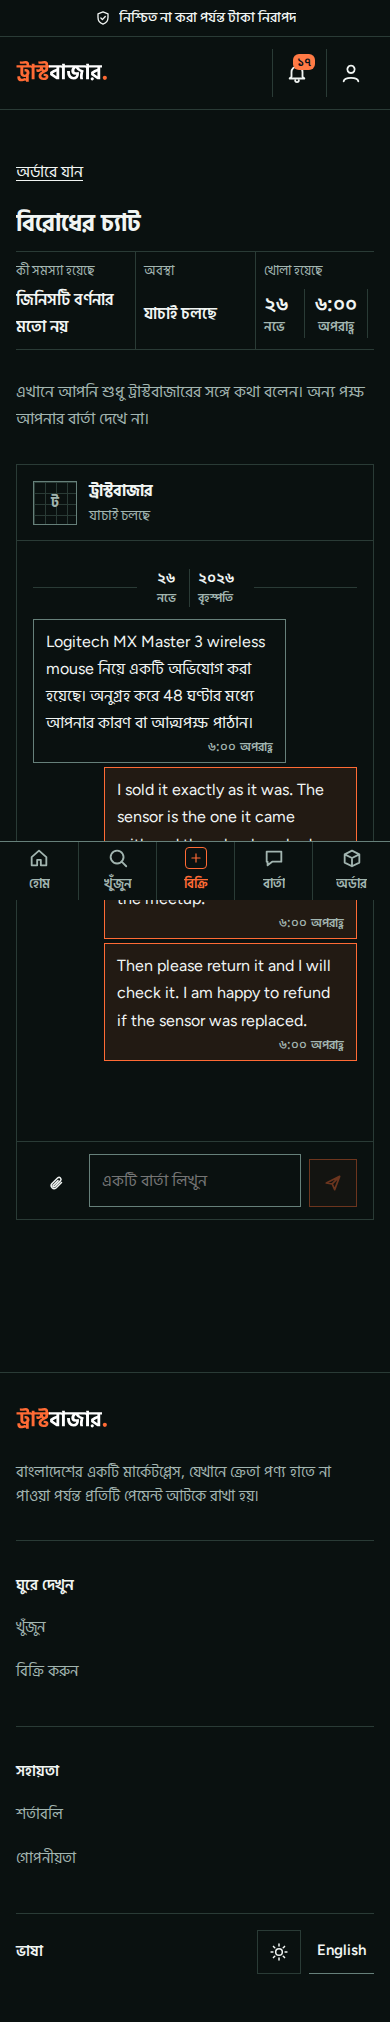 নিশ্চিত না করা পর্যন্ত টাকা নিরাপদ
ট্রাস্টবাজার.
১৭
অর্ডারে যান
বিরোধের চ্যাট
কী সমস্যা হয়েছে
জিনিসটি বর্ণনার
মতো নয়
অবস্থা
যাচাই চলছে
খোলা হয়েছে
২৬
নভে
৬:০০
অপরাহ্ণ
এখানে আপনি শুধু ট্রাস্টবাজারের সঙ্গে কথা বলেন। অন্য পক্ষ
আপনার বার্তা দেখে না।
ট
ট্রাস্টবাজার
যাচাই চলছে
২৬
নভে
২০২৬
বৃহস্পতি
Logitech MX Master 3 wireless
mouse নিয়ে একটি অভিযোগ করা
হয়েছে। অনুগ্রহ করে 48 ঘণ্টার মধ্যে
আপনার কারণ বা আত্মপক্ষ পাঠান।
৬:০০ অপরাহ্ণ
I sold it exactly as it was. The
sensor is the one it came
হোম
খুঁজুন
বিক্রি
বার্তা
অর্ডার
the meetup.
৬:০০ অপরাহ্ণ
Then please return it and I will
check it. I am happy to refund
if the sensor was replaced.
৬:০০ অপরাহ্ণ
একটি বার্তা লিখুন
ট্রাস্টবাজার.
বাংলাদেশের একটি মার্কেটপ্লেস, যেখানে ক্রেতা পণ্য হাতে না
পাওয়া পর্যন্ত প্রতিটি পেমেন্ট আটকে রাখা হয়।
ঘুরে দেখুন
খুঁজুন
বিক্রি করুন
সহায়তা
শর্তাবলি
গোপনীয়তা
ভাষা
English